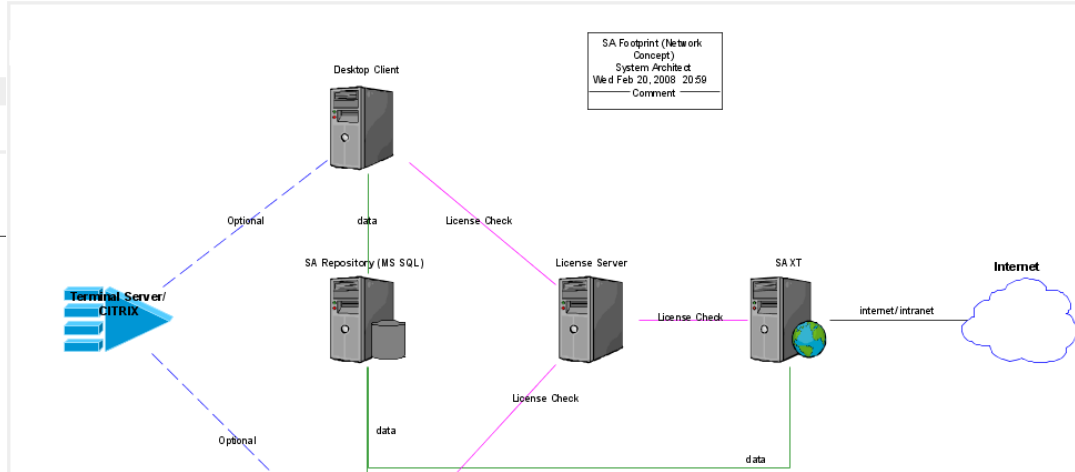 SA Footprint (Network
Concept)
System Architect
Wed Feb 20, 2008 20:59
Comment
Desktop Client
Optional
data
License Check
SA Repository (MS SQL)
License Server
SA XT
Internet
Terminal Server/
CITRIX
License Check
internet/intranet
License Check
data
Optional
data